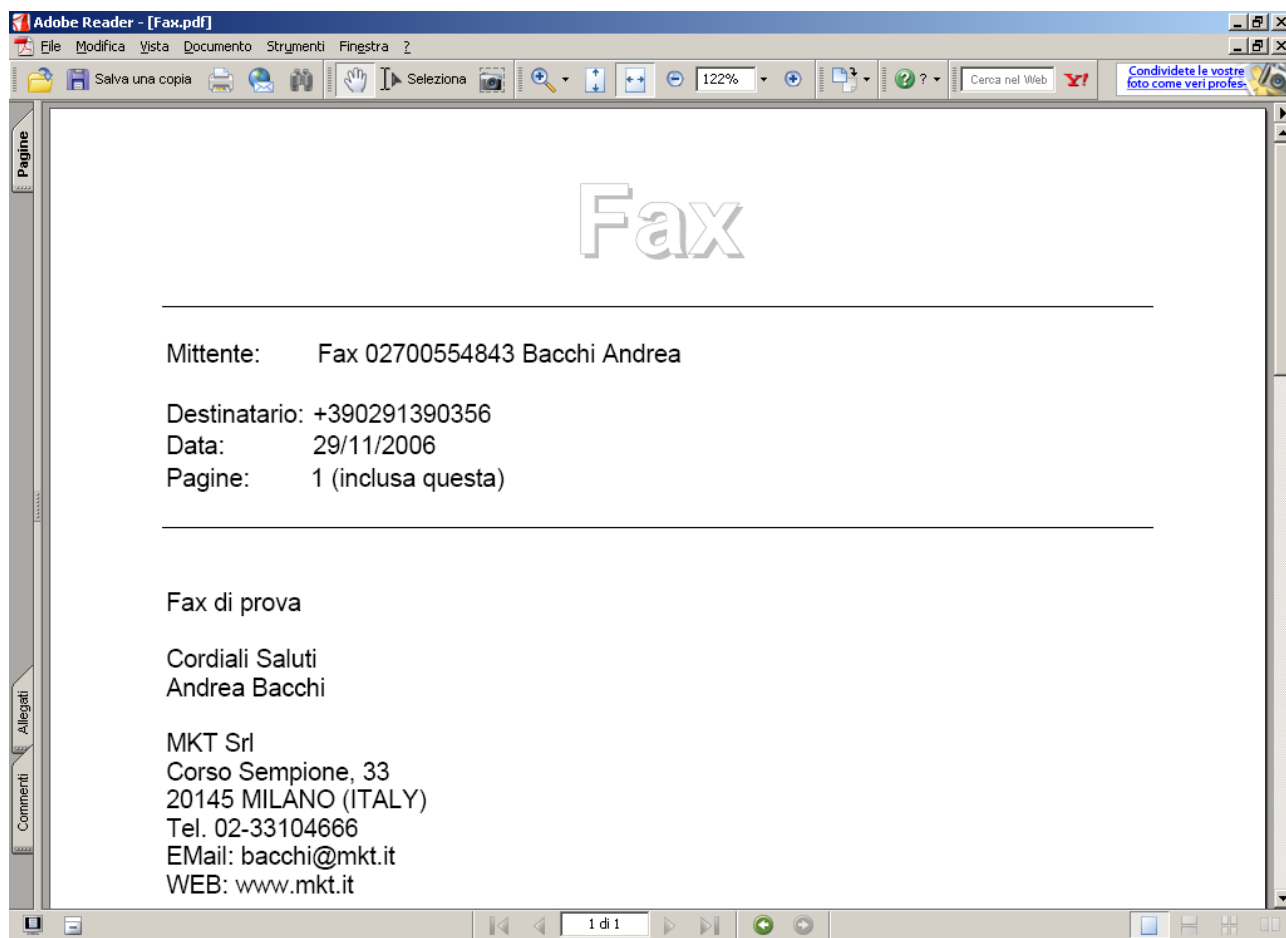 Adobe Reader - [Fax.pdf]
File Modifica Vista Documento Strumenti Finestra ?
Salva una copia Seleziona 122% ? Cerca nel Web Y! Condividete le vostre
foto come veri profes-
Pagine
Fax
Mittente: Fax 02700554843 Bacchi Andrea
Destinatario: +390291390356
Data: 29/11/2006
Pagine: 1 (inclusa questa)
Fax di prova
Cordiali Saluti
Andrea Bacchi
MKT Srl
Corso Sempione, 33
20145 MILANO (ITALY)
Tel. 02-33104666
EMail: bacchi@mkt.it
WEB: www.mkt.it
Allegati
Commenti
1 di 1